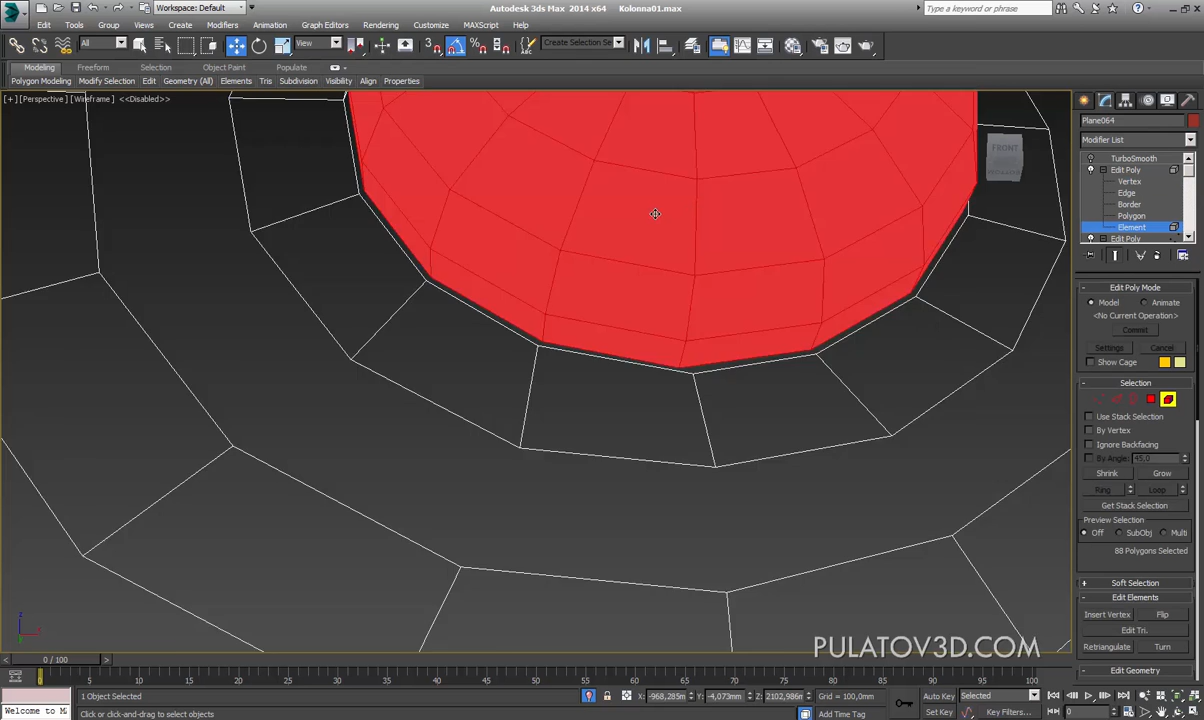 Workspace: Default
Autodesk 3ds Max 2014 x64 Kolonna01.max
Type a keyword or phrase
Edit Tools Group Views Create Modifiers Animation Graph Editors Rendering Customize MAXScript Help
All View Create Selection Se
Modeling Freeform Selection Object Paint Populate
Polygon Modeling Modify Selection Edit Geometry (All) Elements Tris Subdivision Visibility Align Properties
[+] [Perspective] [Wireframe] <<Disabled>>
FRONT
Plane064
Modifier List
TurboSmooth
Edit Poly
Vertex
Edge
Border
Polygon
Element
Edit Poly
Edit Poly Mode
Model Animate
<No Current Operation>
Commit
Settings Cancel
Show Cage
Selection
Use Stack Selection
By Vertex
Ignore Backfacing
By Angle: 45,0
Shrink Grow
Ring Loop
Get Stack Selection
Preview Selection
Off SubObj Multi
88 Polygons Selected
Soft Selection
Edit Elements
Insert Vertex Flip
Edit Tri.
Retriangulate Turn
Edit Geometry
PULATOV3D.COM
z
x
y
< 0 / 100 >
0 5 10 15 20 25 30 35 40 45 50 55 60 65 70 75 80 85 90 95 100
1 Object Selected X: -968,285m Y: -4,073mm Z: 2102,986m Grid = 100,0mm Auto Key Selected
Welcome to M Click or click-and-drag to select objects Add Time Tag Set Key Key Filters... 0